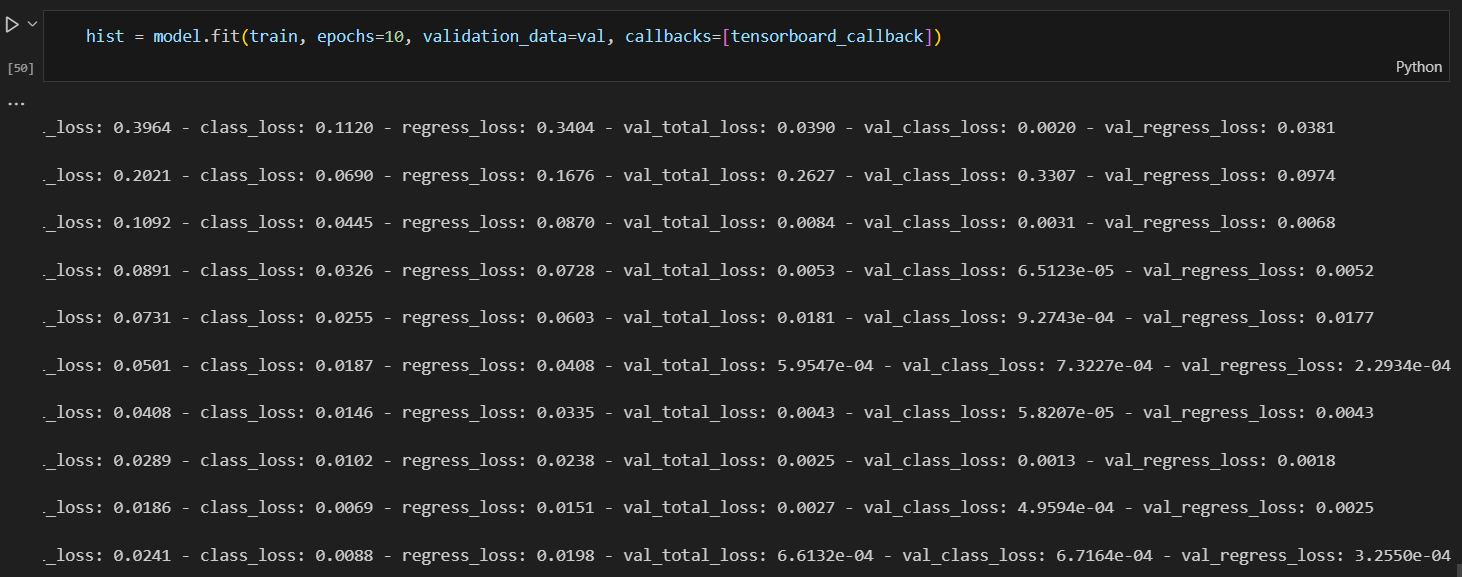 hist = model.fit(train, epochs=10, validation_data=val, callbacks=[tensorboard_callback])
[50]
Python
...
_loss: 0.3964 - class_loss: 0.1120 - regress_loss: 0.3404 - val_total_loss: 0.0390 - val_class_loss: 0.0020 - val_regress_loss: 0.0381
_loss: 0.2021 - class_loss: 0.0690 - regress_loss: 0.1676 - val_total_loss: 0.2627 - val_class_loss: 0.3307 - val_regress_loss: 0.0974
_loss: 0.1092 - class_loss: 0.0445 - regress_loss: 0.0870 - val_total_loss: 0.0084 - val_class_loss: 0.0031 - val_regress_loss: 0.0068
_loss: 0.0891 - class_loss: 0.0326 - regress_loss: 0.0728 - val_total_loss: 0.0053 - val_class_loss: 6.5123e-05 - val_regress_loss: 0.0052
_loss: 0.0731 - class_loss: 0.0255 - regress_loss: 0.0603 - val_total_loss: 0.0181 - val_class_loss: 9.2743e-04 - val_regress_loss: 0.0177
_loss: 0.0501 - class_loss: 0.0187 - regress_loss: 0.0408 - val_total_loss: 5.9547e-04 - val_class_loss: 7.3227e-04 - val_regress_loss: 2.2934e-04
_loss: 0.0408 - class_loss: 0.0146 - regress_loss: 0.0335 - val_total_loss: 0.0043 - val_class_loss: 5.8207e-05 - val_regress_loss: 0.0043
_loss: 0.0289 - class_loss: 0.0102 - regress_loss: 0.0238 - val_total_loss: 0.0025 - val_class_loss: 0.0013 - val_regress_loss: 0.0018
_loss: 0.0186 - class_loss: 0.0069 - regress_loss: 0.0151 - val_total_loss: 0.0027 - val_class_loss: 4.9594e-04 - val_regress_loss: 0.0025
_loss: 0.0241 - class_loss: 0.0088 - regress_loss: 0.0198 - val_total_loss: 6.6132e-04 - val_class_loss: 6.7164e-04 - val_regress_loss: 3.2550e-04